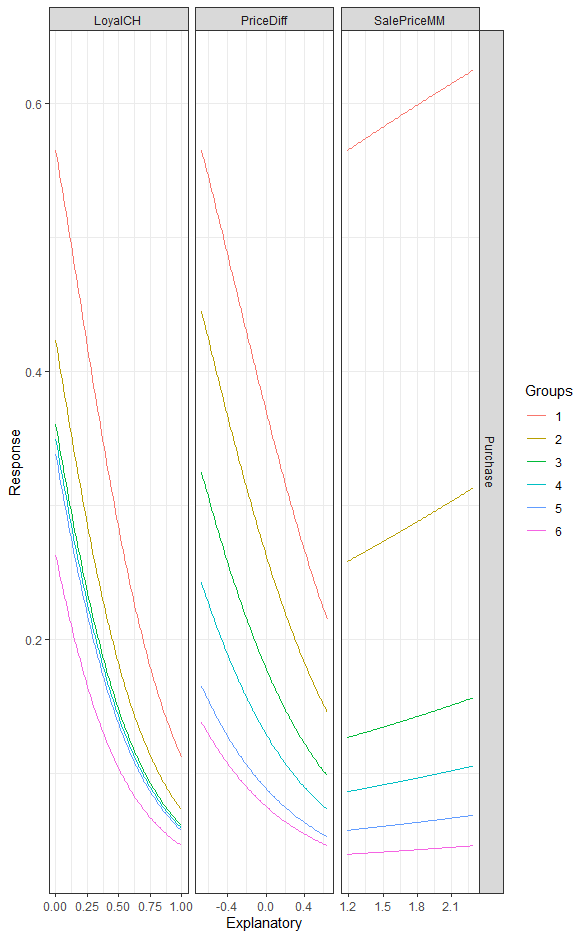 LoyalCH PriceDiff SalePriceMM
0.6
0.4
0.2
Response
Purchase
Groups
1
2
3
4
5
6
0.00 0.25 0.50 0.75 1.00 -0.4 0.0 0.4 1.2 1.5 1.8 2.1
Explanatory